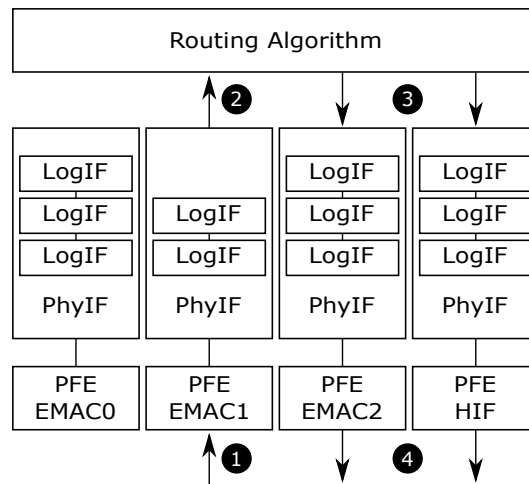 Routing Algorithm
2 3
LogIF LogIF LogIF
LogIF LogIF LogIF LogIF
LogIF LogIF LogIF LogIF
PhyIF PhyIF PhyIF PhyIF
PFE PFE PFE PFE
EMAC0 EMAC1 EMAC2 HIF
1 4